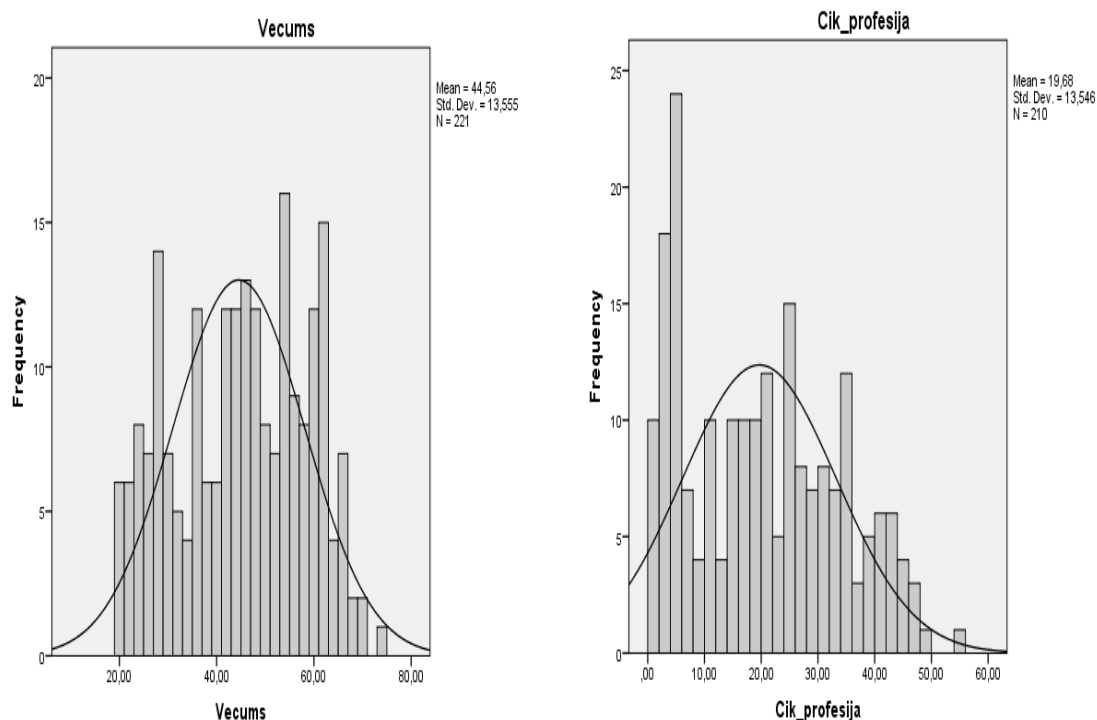 Vecums
20
15
10
5
0
Frequency
20,00
40,00
60,00
80,00
Vecums
Mean = 44,56
Std. Dev. = 13,555
N = 221
Cik_profesija
25
20
15
10
5
0
Frequency
,00
10,00
20,00
30,00
40,00
50,00
60,00
Cik_profesija
Mean = 19,68
Std. Dev. = 13,546
N = 210